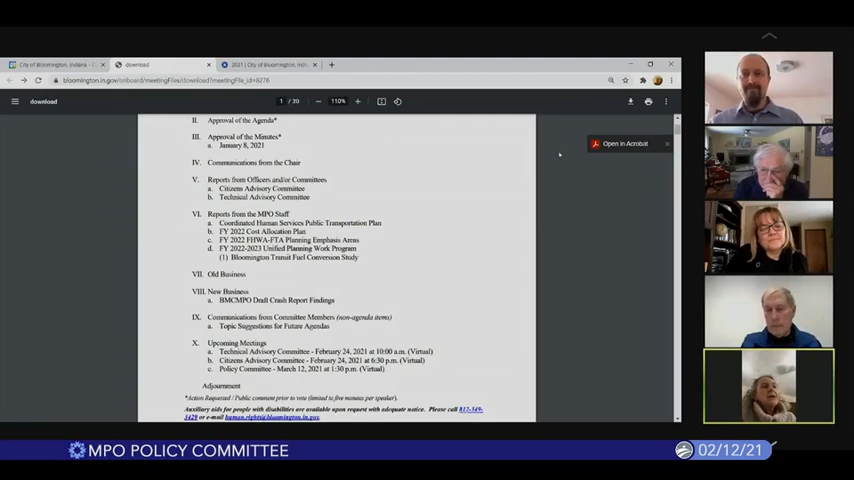 City of Bloomington, Indiana - C
download
2021 | City of Bloomington, In
bloomington.in.gov/onboard/meetingFiles/download?meetingFile_id=8276
download
1 / 39
110%
Open in Acrobat
II. Approval of the Agenda*
III. Approval of the Minutes*
a. January 8, 2021
IV. Communications from the Chair
V. Reports from Officers and/or Committees
a. Citizens Advisory Committee
b. Technical Advisory Committee
VI. Reports from the MPO Staff
a. Coordinated Human Services Public Transportation Plan
b. FY 2022 Cost Allocation Plan
c. FY 2022 FHWA-FTA Planning Emphasis Areas
d. FY 2022-2023 Unified Planning Work Program
(1) Bloomington Transit Fuel Conversion Study
VII. Old Business
VIII. New Business
a. BMCMPO Draft Crash Report Findings
IX. Communications from Committee Members (non-agenda items)
a. Topic Suggestions for Future Agendas
X. Upcoming Meetings
a. Technical Advisory Committee - February 24, 2021 at 10:00 a.m. (Virtual)
b. Citizens Advisory Committee - February 24, 2021 at 6:30 p.m. (Virtual)
c. Policy Committee - March 12, 2021 at 1:30 p.m. (Virtual)
Adjournment
*Action Requested / Public comment prior to vote (limited to five minutes per speaker).
Auxiliary aids for people with disabilities are available upon request with adequate notice. Please call 812-349-
3429 or e-mail human.rights@bloomington.in.gov.
MPO POLICY COMMITTEE
02/12/21